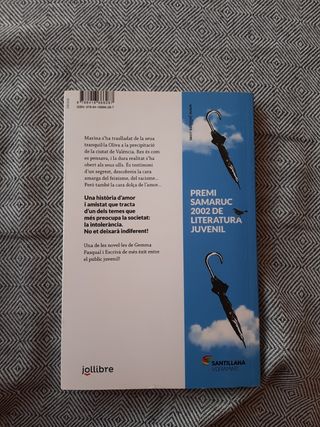 Marina s'ha traslladat de la seua
tranquil·la Oliva a la precipitació
de la ciutat de València. Res és com
es pensava, i la dura realitat s'ha
obert als seus ulls. És testimoni
d'un segrest, descobreix la cara
amarga del feixisme, del racisme...
Però també la cara dolça de l'amor...
Una història d'amor
i amistat que tracta
d'un dels temes que
més preocupa la societat:
la intolerància.
No et deixarà indiferent!
Una de les novel·les de Gemma
Pasqual i Escrivà de més èxit entre
el públic juvenil!
jollibre
PREMI
SAMARUC
2002 DE
LITERATURA
JUVENIL
SANTILLANA
VORAMAR